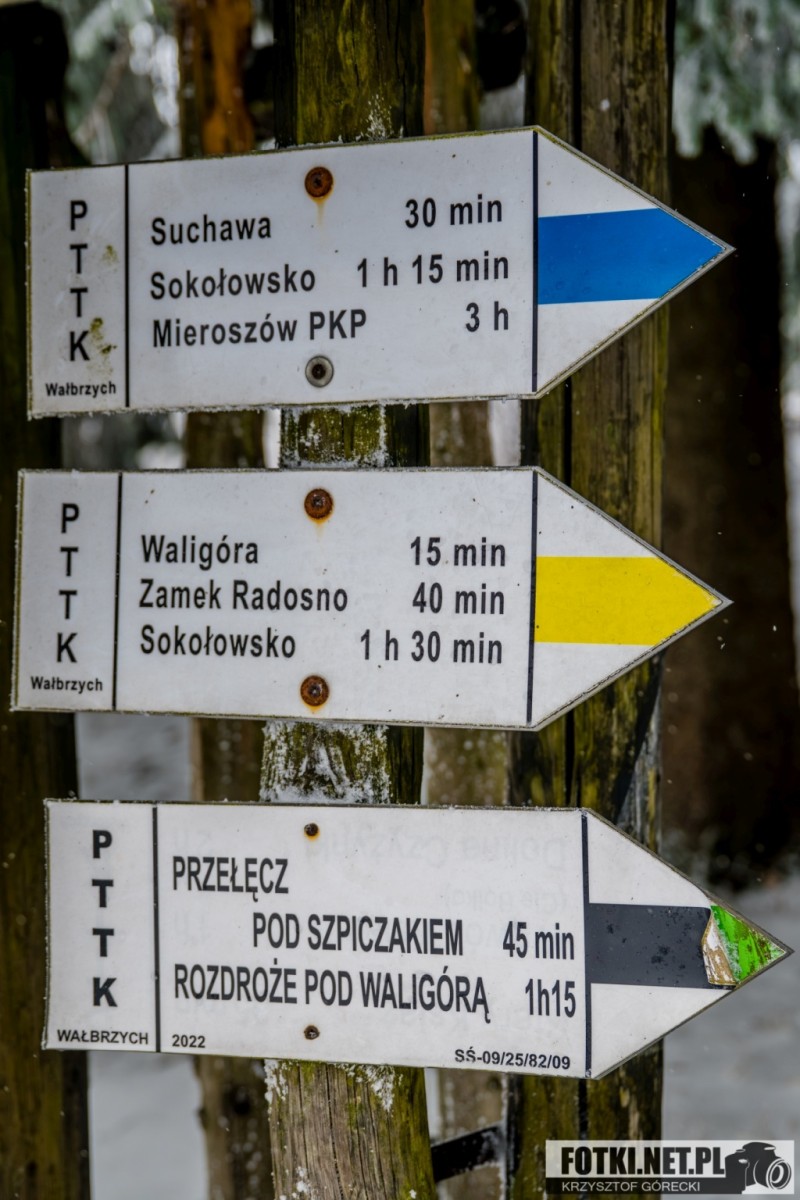 PTTK
Wałbrzych
Suchawa 30 min
Sokołowsko 1 h 15 min
Mieroszów PKP 3 h
PTTK
Wałbrzych
Waligóra 15 min
Zamek Radosno 40 min
Sokołowsko 1 h 30 min
PTTK
WAŁBRZYCH
PRZEŁĘCZ
POD SZPICZAKIEM 45 min
ROZDROŻE POD WALIGÓRĄ 1h15
2022
SŚ-09/25/82/09
FOTKI.NET.PL
KRZYSZTOF GÓRECKI